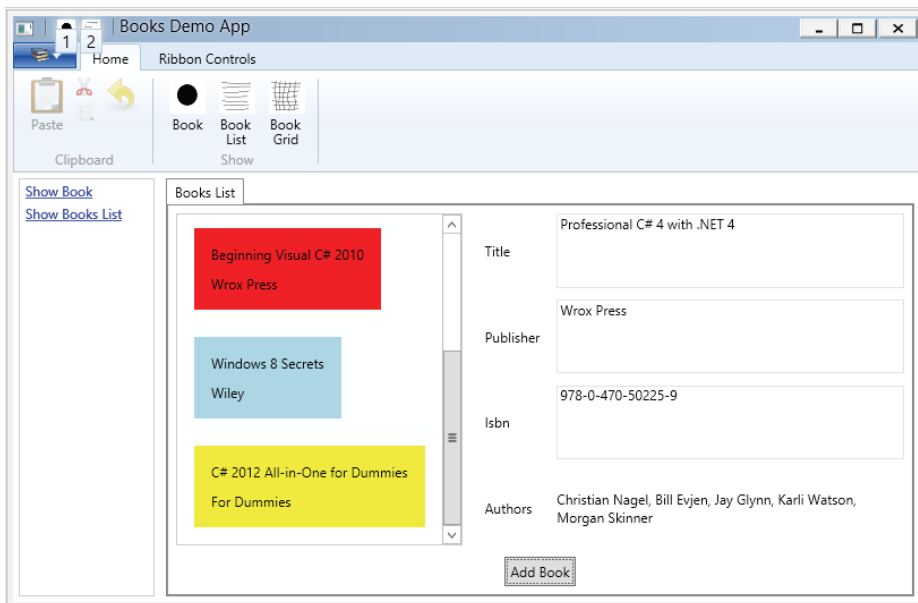 Books Demo App
1
2
Home
Ribbon Controls
Paste
Book
Book
List
Book
Grid
Clipboard
Show
Show Book
Show Books List
Books List
Beginning Visual C# 2010
Wrox Press
Windows 8 Secrets
Wiley
C# 2012 All-in-One for Dummies
For Dummies
Title
Professional C# 4 with .NET 4
Publisher
Wrox Press
Isbn
978-0-470-50225-9
Authors
Christian Nagel, Bill Evjen, Jay Glynn, Karli Watson,
Morgan Skinner
Add Book